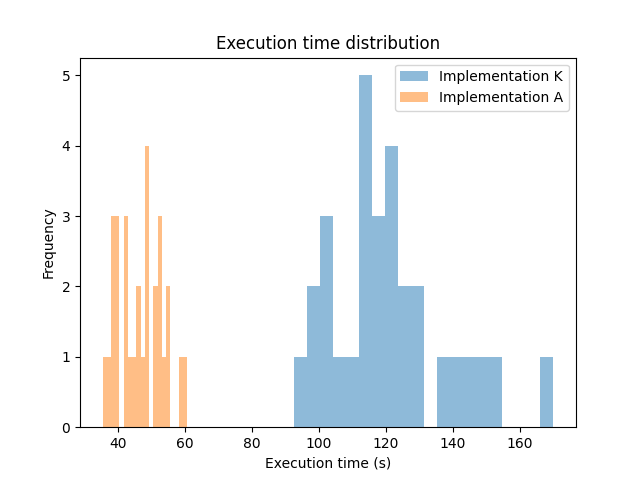 Execution time distribution
Implementation K
Implementation A
Frequency
5
4
3
2
1
0
40 60 80 100 120 140 160
Execution time (s)